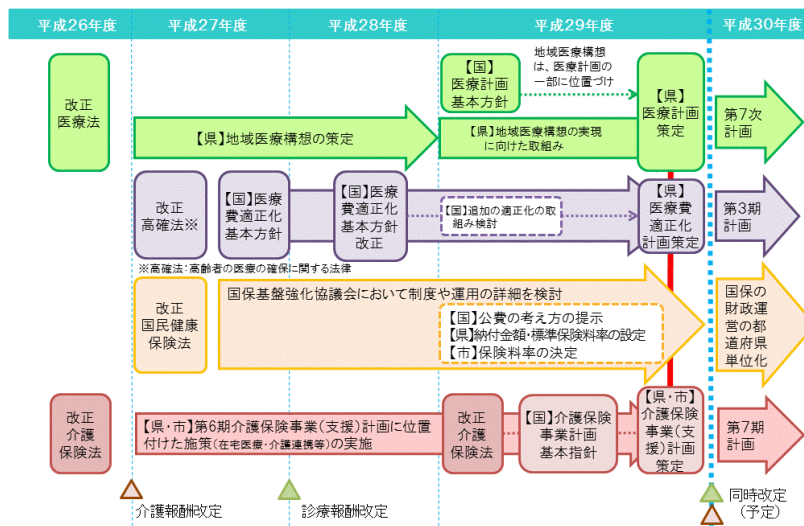 平成26年度
平成27年度
平成28年度
平成29年度
平成30年度
改正
医療法
【県】地域医療構想の策定
【国】
医療計画
基本方針
地域医療構想
は、医療計画の
一部に位置づけ
【県】地域医療構想の実現
に向けた取組み
【県】
医療計画
策定
第7次
計画
改正
高確法※
【国】医療
費適正化
基本方針
【国】医療
費適正化
基本方針
改正
【国】追加の適正化の取
組み検討
【県】
医療費
適正化
計画策定
第3期
計画
※高確法:高齢者の医療の確保に関する法律
改正
国民健康
保険法
国保基盤強化協議会において制度や運用の詳細を検討
【国】公費の考え方の提示
【県】納付金額・標準保険料率の設定
【市】保険料率の決定
国保の
財政運
営の都
道府県
単位化
改正
介護
保険法
【県・市】第6期介護保険事業(支援)計画に位置
付けた施策(在宅医療・介護連携等)の実施
改正
介護
保険法
【国】介護保険
事業計画
基本指針
【県・市】
介護保険
事業(支
援)計画
策定
第7期
計画
介護報酬改定
診療報酬改定
同時改定
(予定)